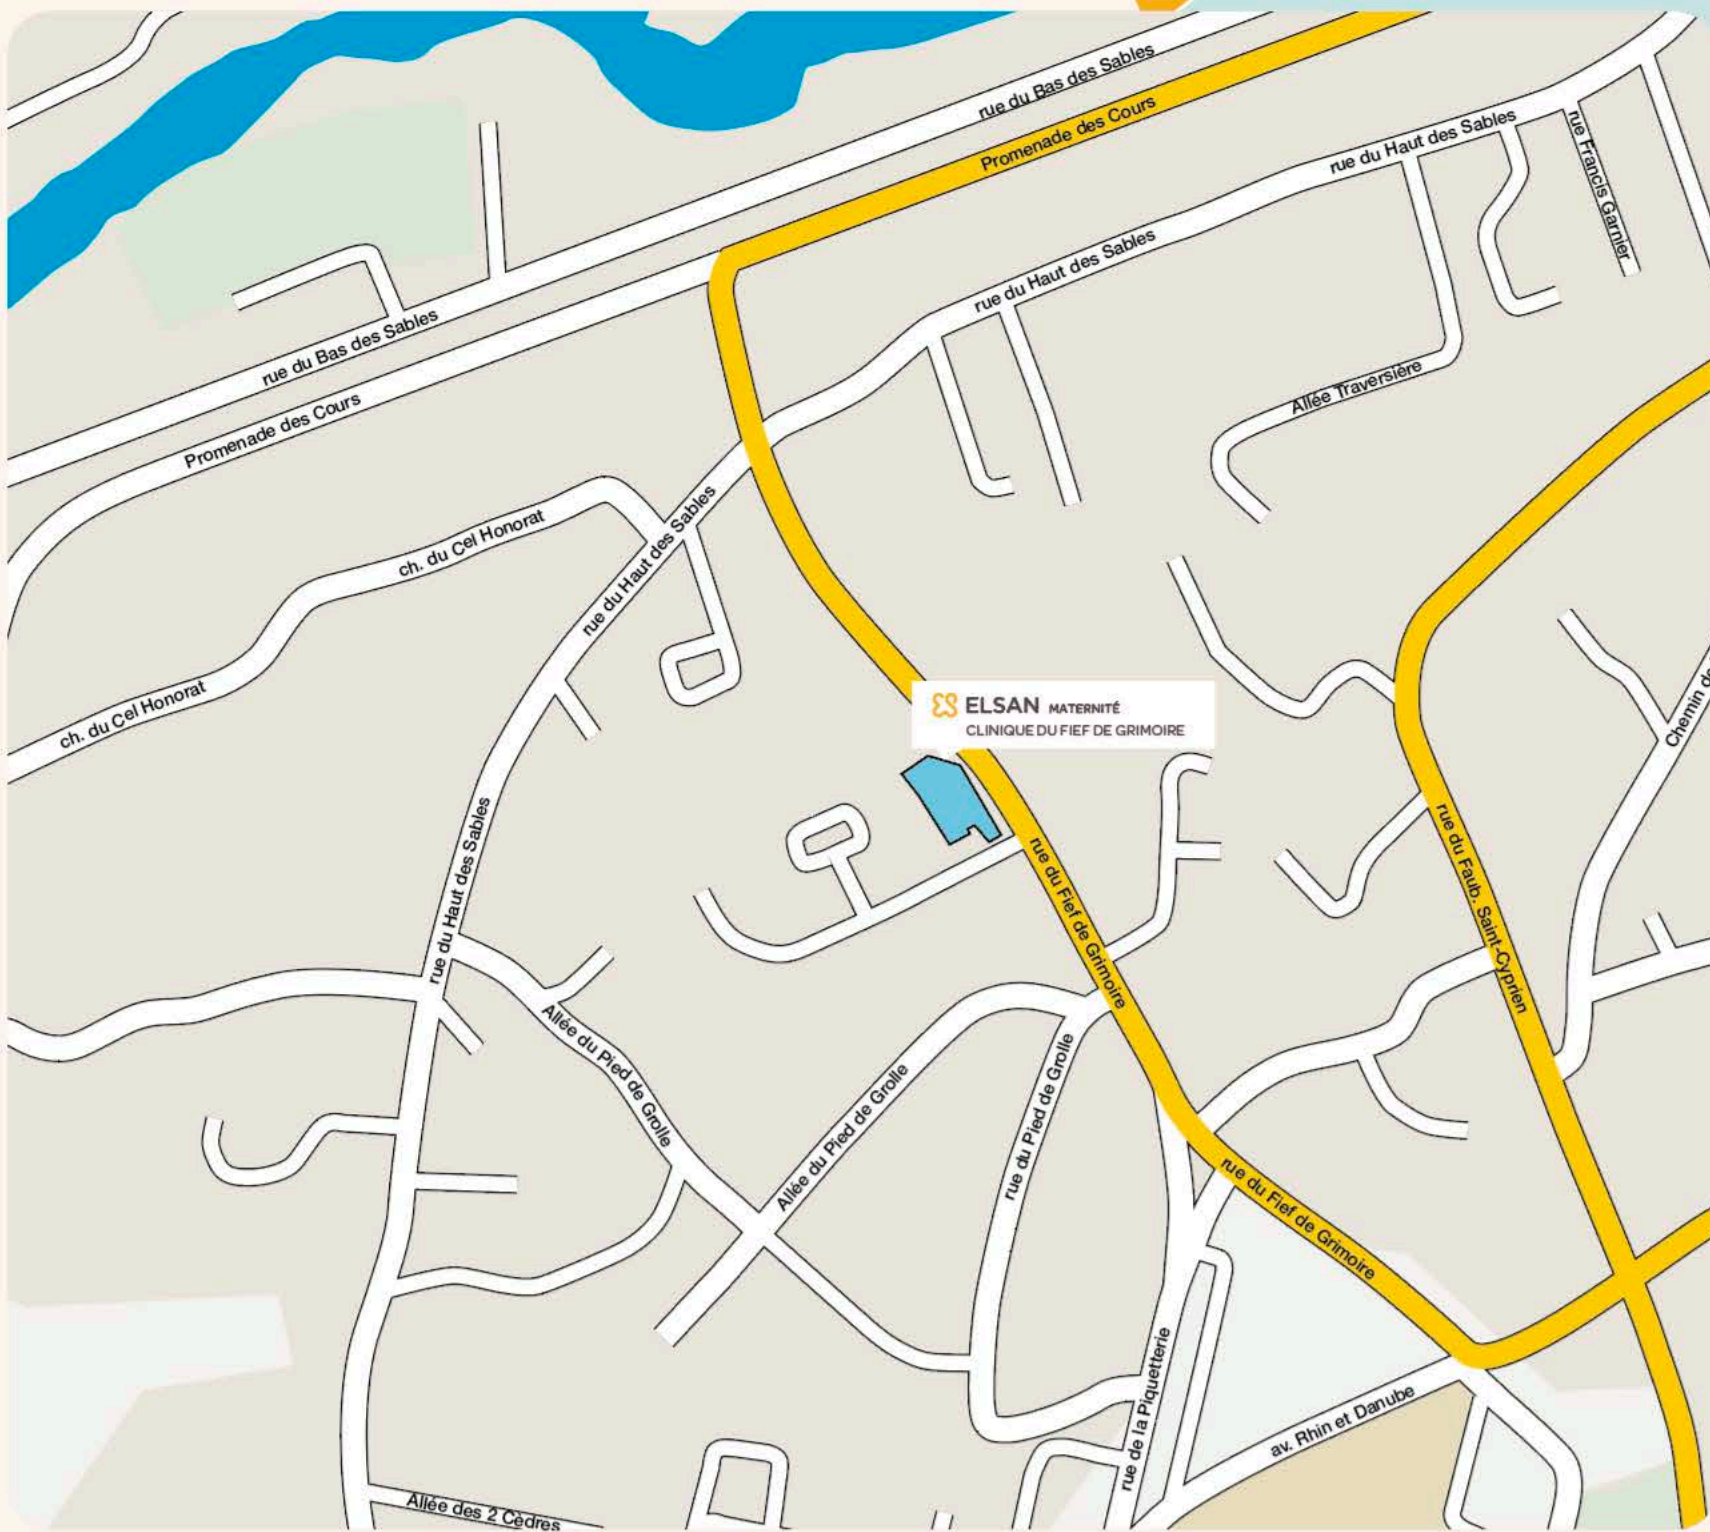 rue du Bas des Sables
Promenade des Cours
rue du Haut des Sables
rue Francis Garnier
rue du Haut des Sables
rue du Bas des Sables
Allée Traversière
Promenade des Cours
rue du Haut des Sables
ch. du Cel Honorat
ch. du Cel Honorat
Chemin de
ELSAN MATERNITÉ
CLINIQUE DU FIEF DE GRIMOIRE
rue du Haut des Sables
rue du Fief de Grimoire
rue du Faub. Saint-Cyprien
Allée du Pied de Grolle
Allée du Pied de Grolle
rue du Pied de Grolle
rue du Fief de Grimoire
rue de la Piquetterie
av. Rhin et Danube
Allée des 2 Cèdres